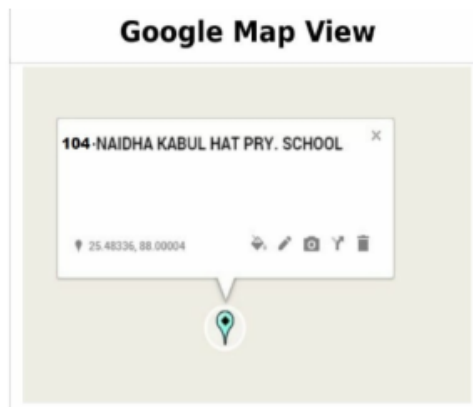 Google Map View
104-NAIDHA KABUL HAT PRY. SCHOOL
25.48336, 88.00004